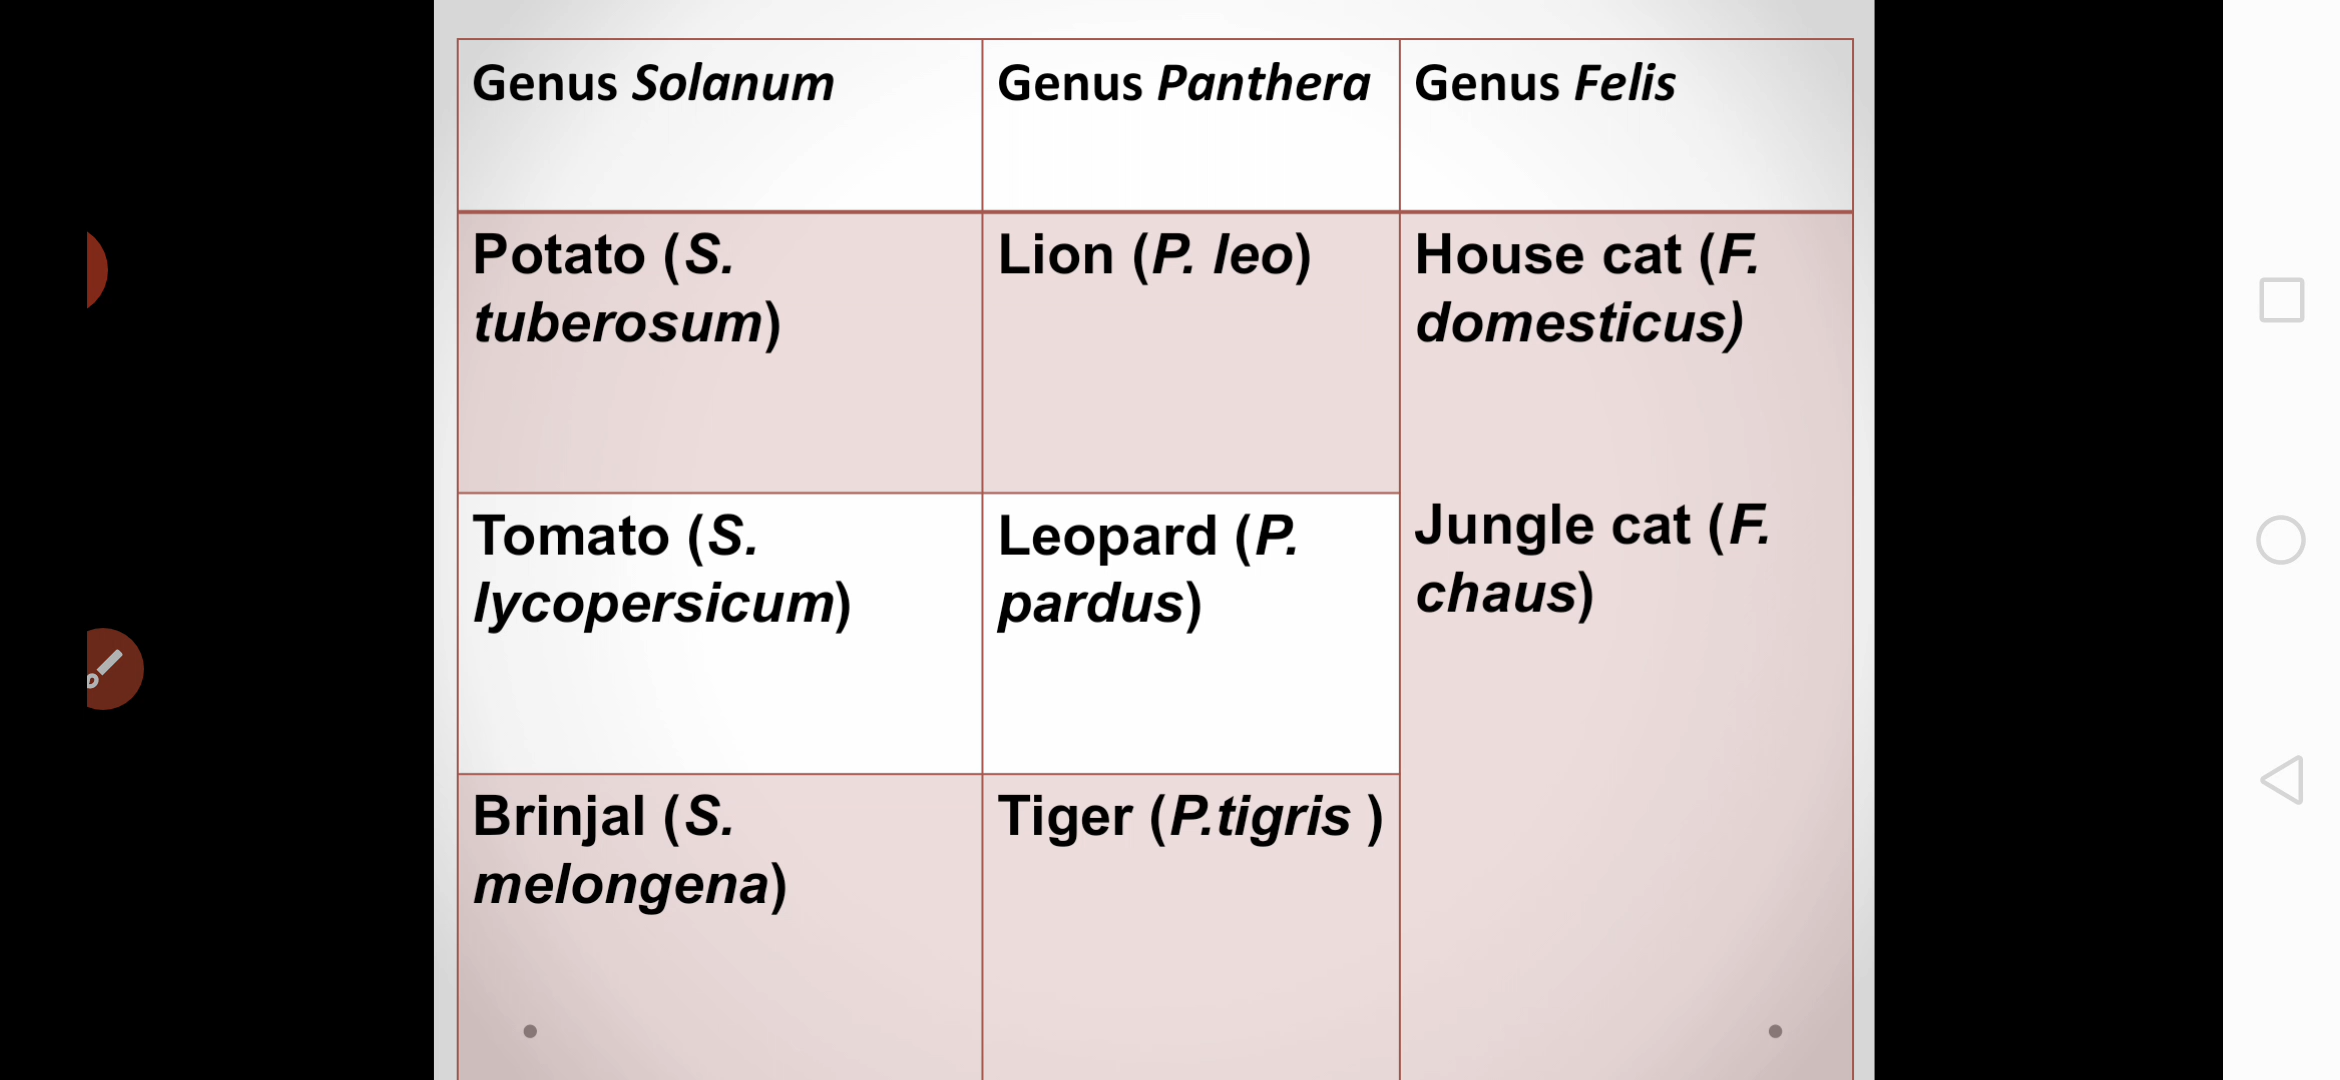 Genus Solanum
Genus Panthera
Genus Felis
Potato (S.
tuberosum)
Lion (P. leo)
House cat (F.
domesticus)
Jungle cat (F.
chaus)
Tomato (S.
lycopersicum)
Leopard (P.
pardus)
Brinjal (S.
melongena)
Tiger (P.tigris )